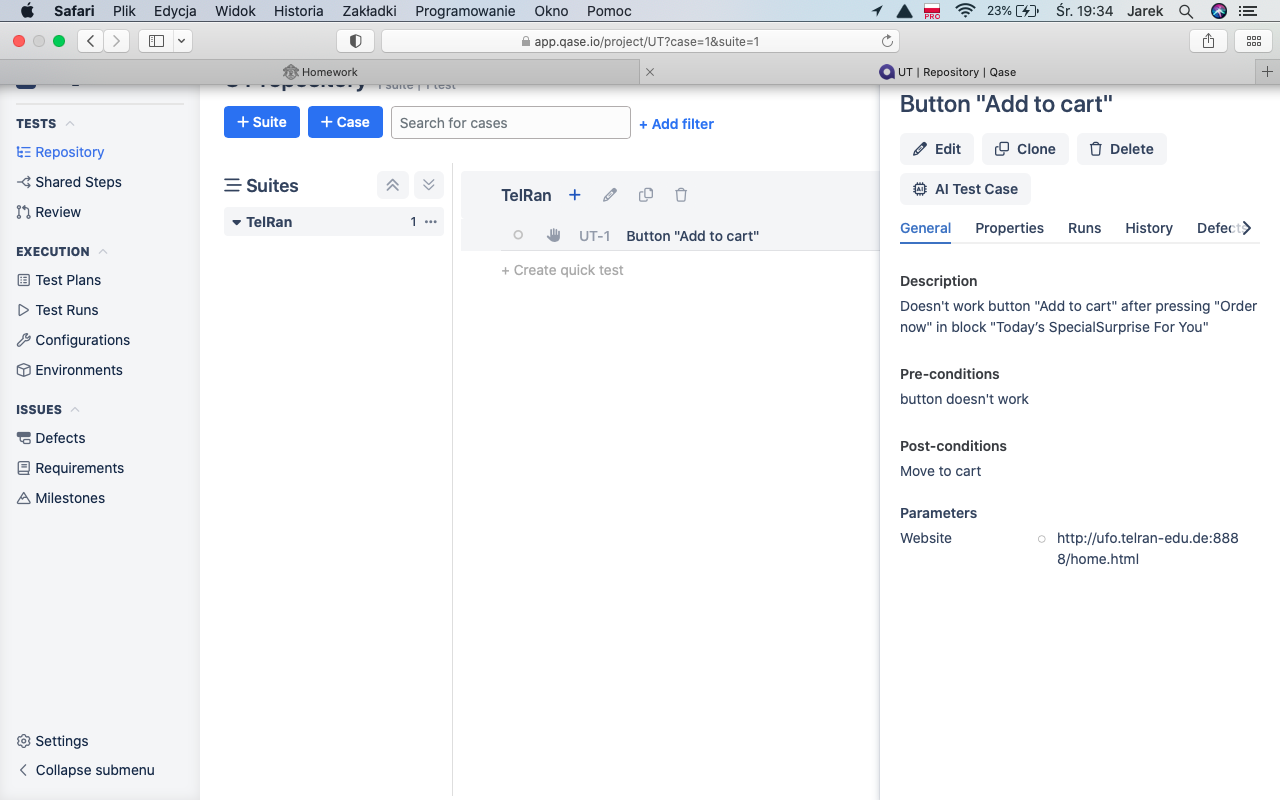 Safari Plik Edycja Widok Historia Zakładki Programowanie Okno Pomoc PRO 23% Śr. 19:34 Jarek
app.qase.io/project/UT?case=1&suite=1
Homework
UT | Repository | Qase
UT repository 1 suite | 1 test
+ Suite
+ Case
Search for cases
+ Add filter
TESTS
Repository
Shared Steps
Review
EXECUTION
Test Plans
Test Runs
Configurations
Environments
ISSUES
Defects
Requirements
Milestones
Settings
Collapse submenu
Suites
TelRan 1
TelRan
UT-1 Button "Add to cart"
+ Create quick test
Button "Add to cart"
Edit
Clone
Delete
AI Test Case
General Properties Runs History Defects
Description
Doesn't work button "Add to cart" after pressing "Order
now" in block "Today’s SpecialSurprise For You"
Pre-conditions
button doesn't work
Post-conditions
Move to cart
Parameters
Website
http://ufo.telran-edu.de:888
8/home.html